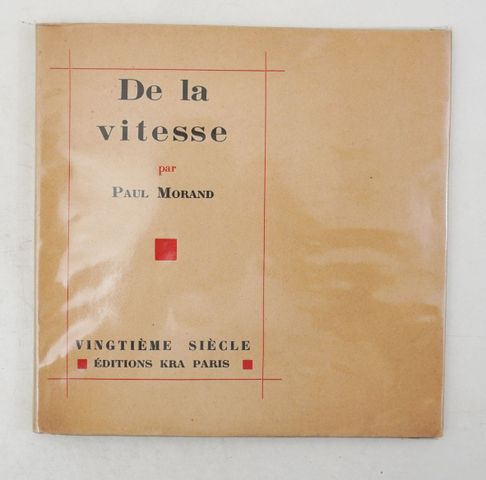 De la
vitesse
par
PAUL MORAND
VINGTIÈME SIÈCLE
ÉDITIONS KRA PARIS